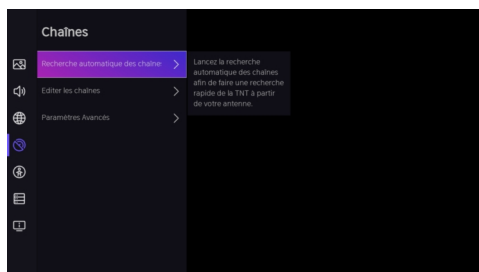 Chaînes
Recherche automatique des chaîne
Editer les chaînes
Paramètres Avancés
Lancez la recherche
automatique des chaînes
afin de faire une recherche
rapide de la TNT à partir
de votre antenne.